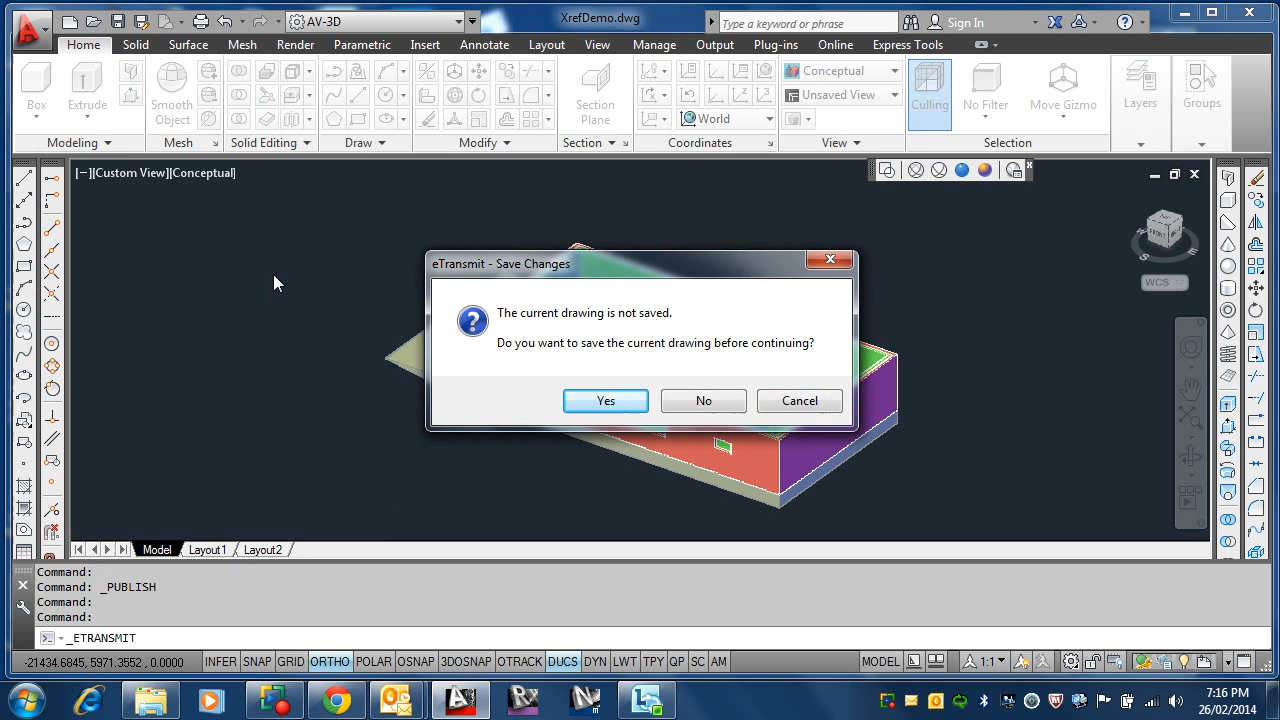 AV-3D
XrefDemo.dwg
Type a keyword or phrase
Sign In
Home Solid Surface Mesh Render Parametric Insert Annotate Layout View Manage Output Plug-ins Online Express Tools
Box
Extrude
Smooth Object
Section Plane
World
Conceptual
Unsaved View
Culling
No Filter
Move Gizmo
Layers
Groups
Modeling Mesh Solid Editing Draw Modify Section Coordinates View Selection
[−][Custom View][Conceptual]
FRONT
S
E
WCS
eTransmit - Save Changes
The current drawing is not saved.
Do you want to save the current drawing before continuing?
Yes No Cancel
Model Layout1 Layout2
Command:
Command: _PUBLISH
Command:
Command:
_ETRANSMIT
-21434.6845, 5971.3552, 0.0000 INFER SNAP GRID ORTHO POLAR OSNAP 3DOSNAP OTRACK DUCS DYN LWT TPY QP SC AM MODEL 1:1
7:16 PM
26/02/2014